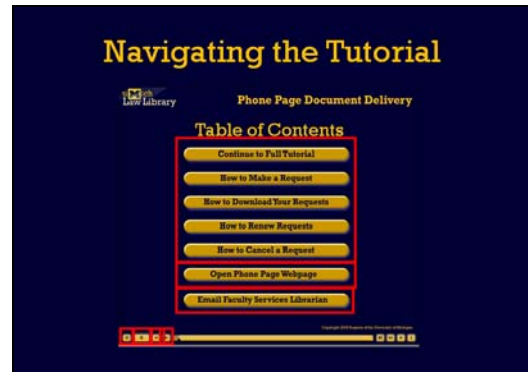 Navigating the Tutorial
Law Library
Phone Page Document Delivery
Table of Contents
Continue to Full Tutorial
How to Make a Request
How to Download Your Requests
How to Renew Requests
How to Cancel a Request
Open Phone Page Webpage
Email Faculty Services Librarian